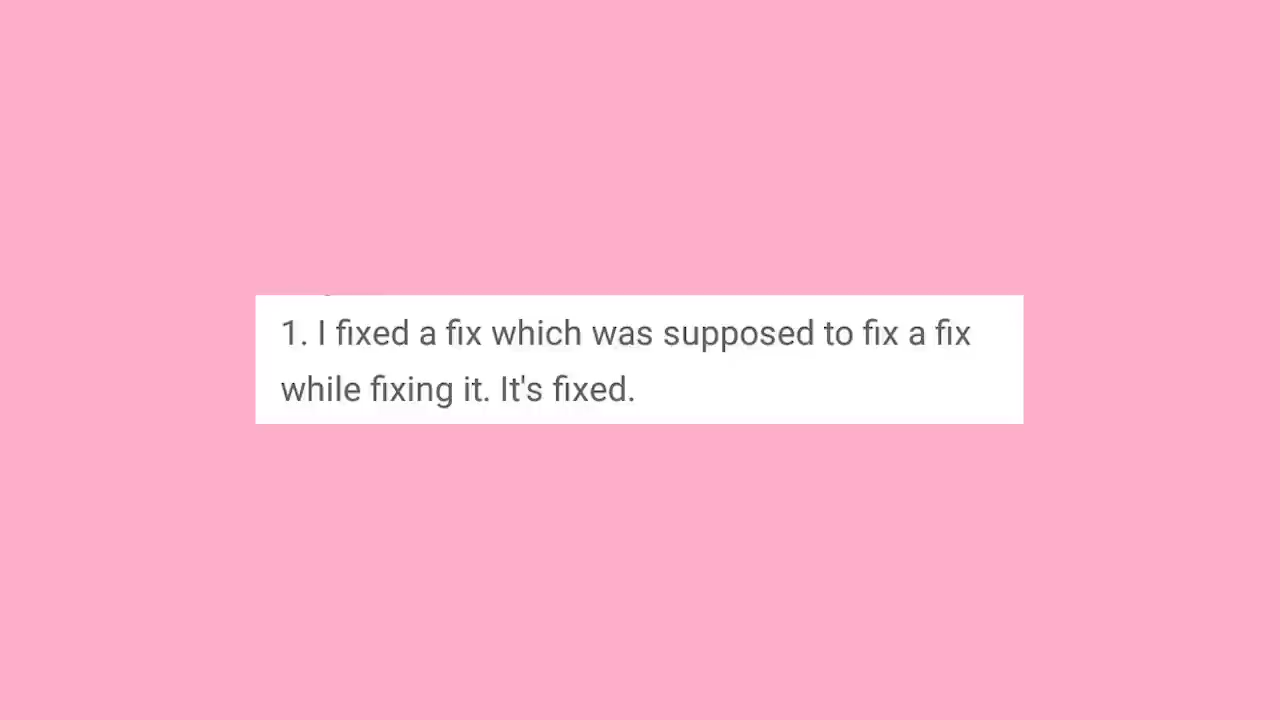 1. I fixed a fix which was supposed to fix a fix
while fixing it. It's fixed.